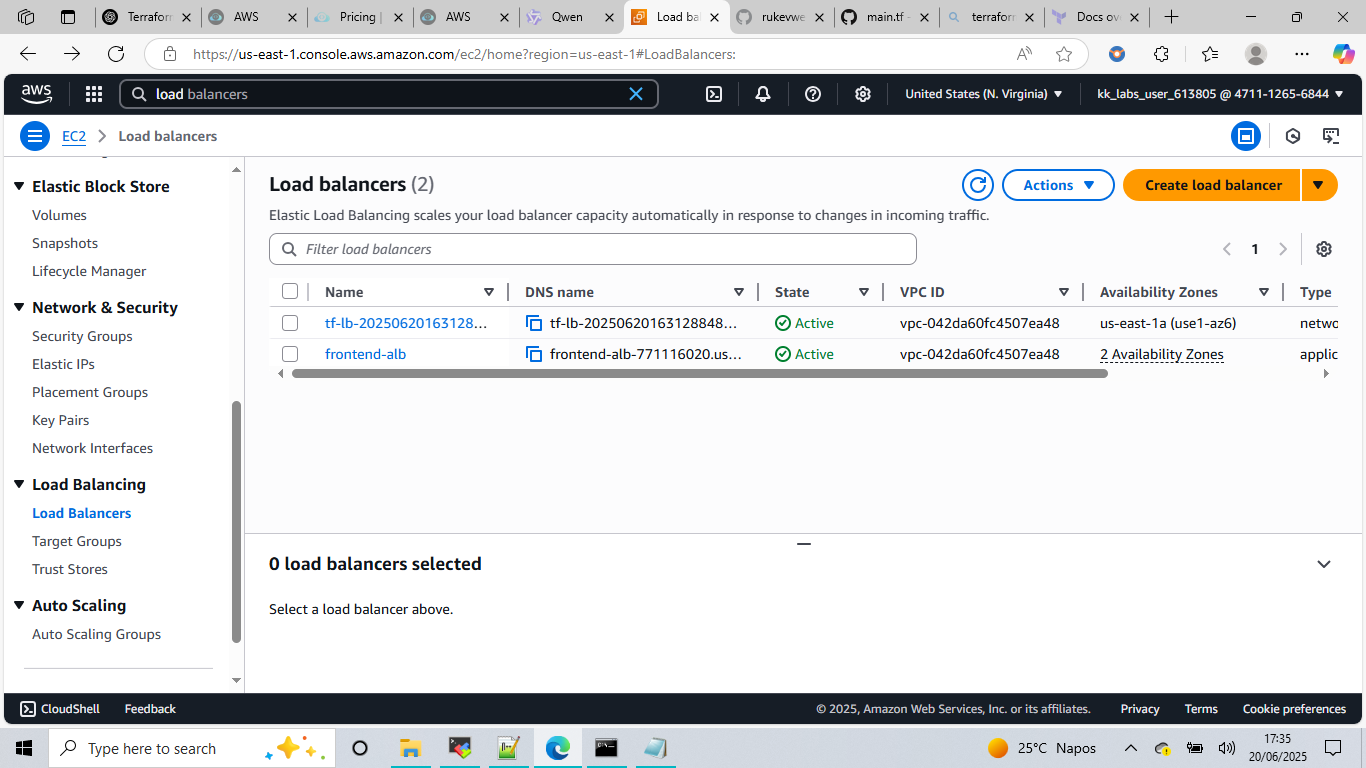 Terraform
AWS
Pricing |
AWS
Qwen
Load bal
rukevwe
main.tf -
terraform
Docs ove
https://us-east-1.console.aws.amazon.com/ec2/home?region=us-east-1#LoadBalancers:
aws
load balancers
United States (N. Virginia)
kk_labs_user_613805 @ 4711-1265-6844
EC2
Load balancers
Elastic Block Store
Volumes
Snapshots
Lifecycle Manager
Network & Security
Security Groups
Elastic IPs
Placement Groups
Key Pairs
Network Interfaces
Load Balancing
Load Balancers
Target Groups
Trust Stores
Auto Scaling
Auto Scaling Groups
Load balancers (2)
Actions
Create load balancer
Elastic Load Balancing scales your load balancer capacity automatically in response to changes in incoming traffic.
Filter load balancers
1
Name
DNS name
State
VPC ID
Availability Zones
Type
tf-lb-20250620163128...
tf-lb-20250620163128848...
Active
vpc-042da60fc4507ea48
us-east-1a (use1-az6)
netwo
frontend-alb
frontend-alb-771116020.us...
Active
vpc-042da60fc4507ea48
2 Availability Zones
applic
0 load balancers selected
Select a load balancer above.
CloudShell
Feedback
© 2025, Amazon Web Services, Inc. or its affiliates.
Privacy
Terms
Cookie preferences
Type here to search
25°C Napos
17:35
20/06/2025